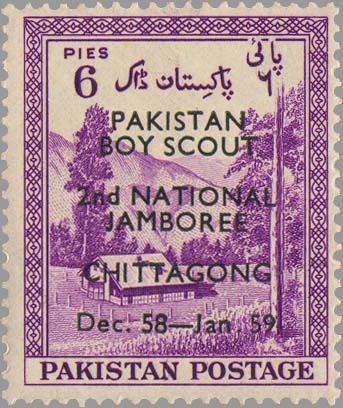 PIES پاکستان ڈاک پائی
6 ٦
PAKISTAN
BOY SCOUT
2nd NATIONAL
JAMBOREE
CHITTAGONG
Dec. 58—Jan 59
PAKISTAN POSTAGE